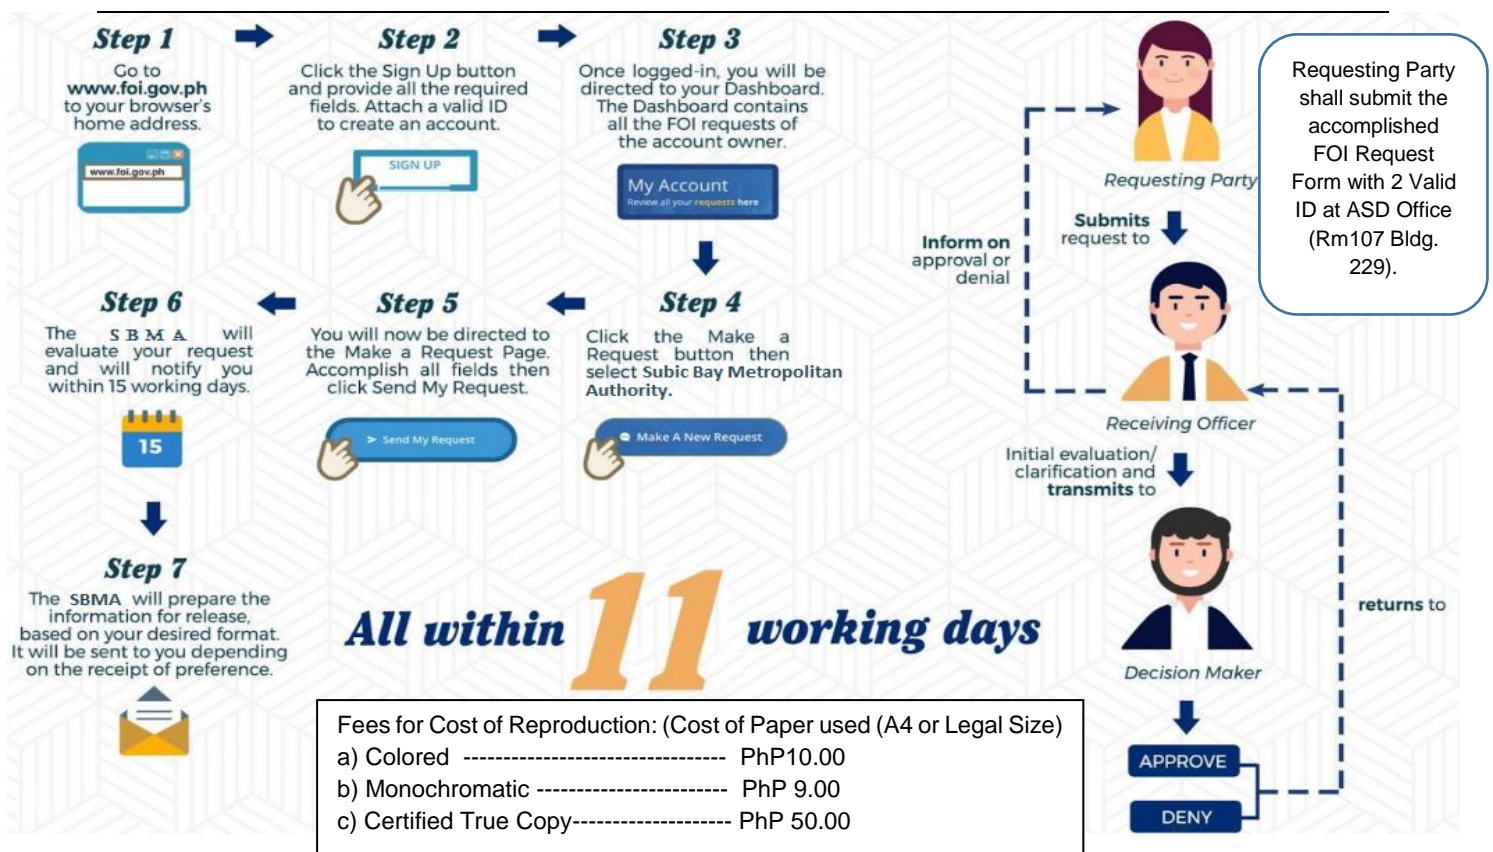 Step 1
Go to
www.foi.gov.ph
to your browser's
home address.
www.foi.gov.ph
Step 2
Click the Sign Up button
and provide all the required
fields. Attach a valid ID
to create an account.
SIGN UP
Step 3
Once logged-in, you will be
directed to your Dashboard.
The Dashboard contains
all the FOI requests of
the account owner.
My Account
Review all your requests here
Step 4
Click the Make a
Request button then
select Subic Bay Metropolitan
Authority.
Make A New Request
Step 5
You will now be directed to
the Make a Request Page.
Accomplish all fields then
click Send My Request.
Send My Request
Step 6
The SBMA will
evaluate your request
and will notify you
within 15 working days.
15
Step 7
The SBMA will prepare the
information for release,
based on your desired format.
It will be sent to you depending
on the receipt of preference.
All within 11 working days
Fees for Cost of Reproduction: (Cost of Paper used (A4 or Legal Size)
a) Colored --------------------------------- PhP10.00
b) Monochromatic ------------------------ PhP 9.00
c) Certified True Copy-------------------- PhP 50.00
Requesting Party
Submits
request to
Inform on
approval or
denial
Receiving Officer
Initial evaluation/
clarification and
transmits to
Decision Maker
APPROVE
DENY
returns to
Requesting Party
shall submit the
accomplished
FOI Request
Form with 2 Valid
ID at ASD Office
(Rm107 Bldg.
229).